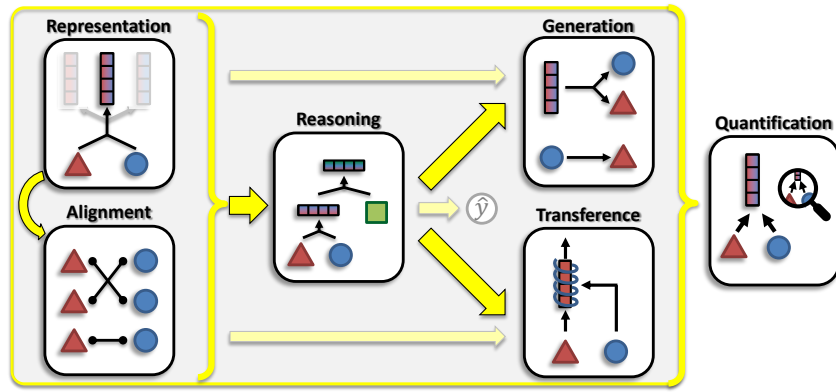 Representation
Alignment
Reasoning
ŷ
Generation
Transference
Quantification